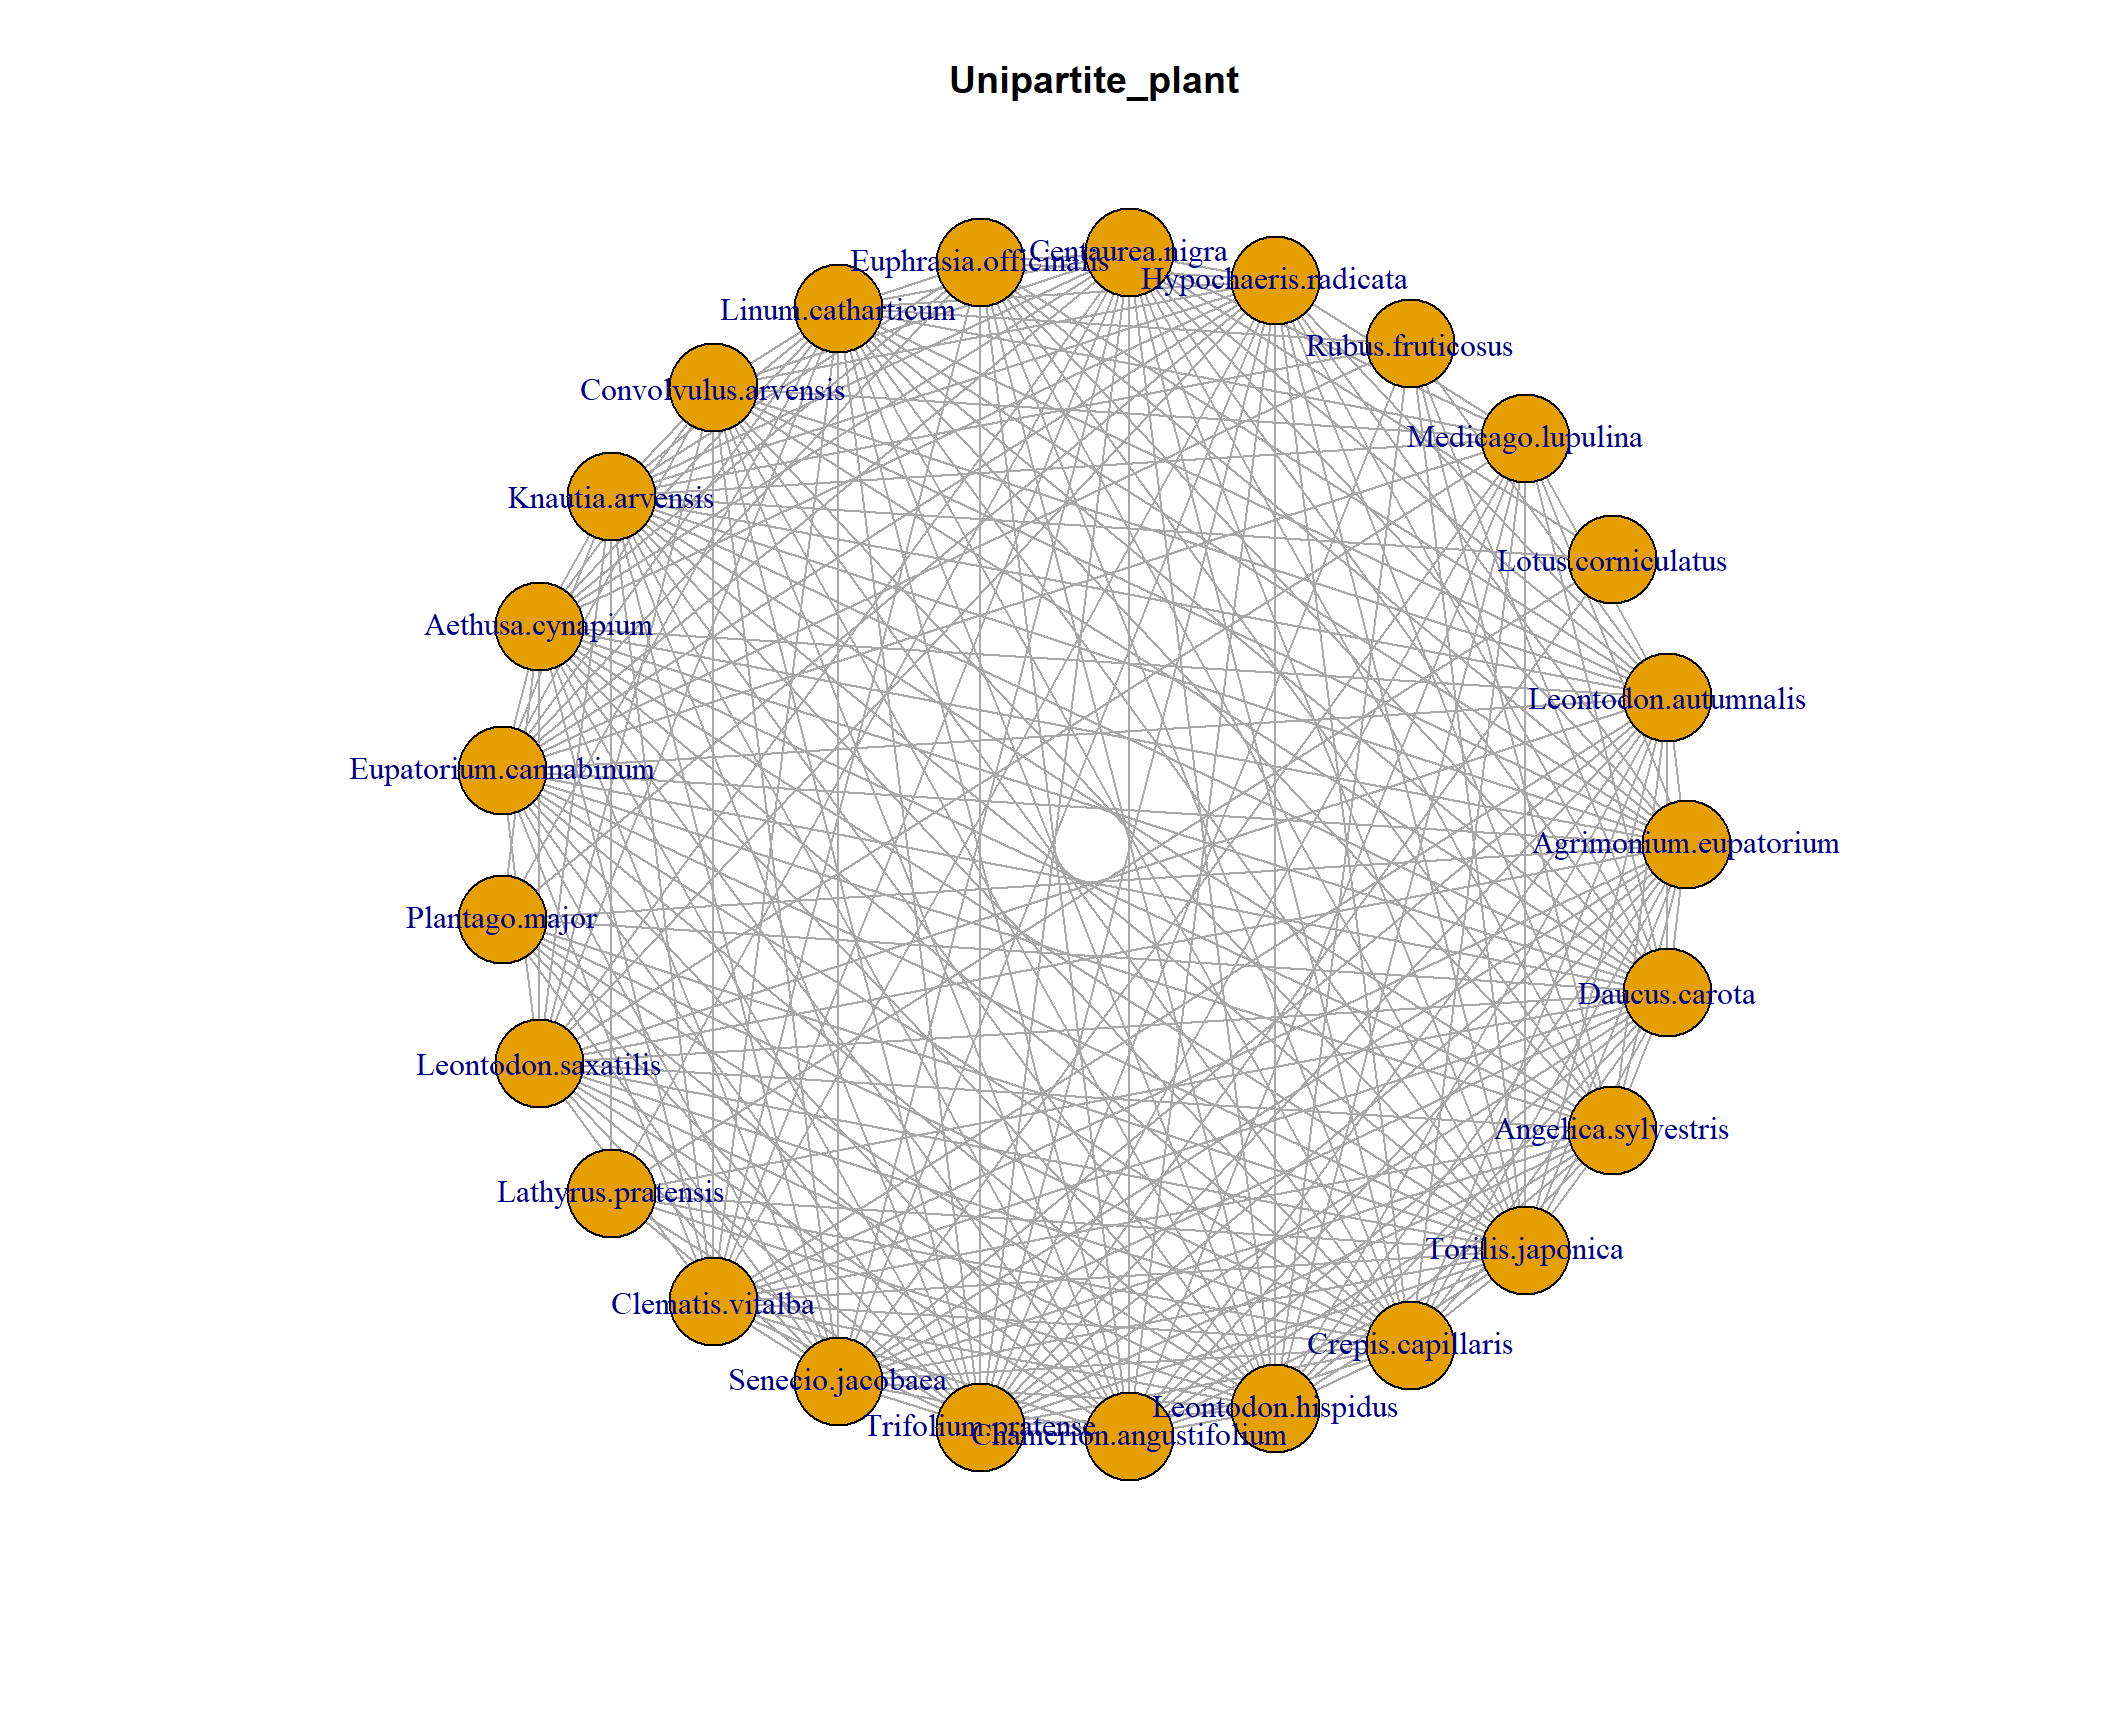 Unipartite_plant
Centaurea.nigra
Euphrasia.officinalis
Hypochaeris.radicata
Linum.catharticum
Rubus.fruticosus
Convolvulus.arvensis
Medicago.lupulina
Knautia.arvensis
Lotus.corniculatus
Aethusa.cynapium
Leontodon.autumnalis
Eupatorium.cannabinum
Agrimonium.eupatorium
Plantago.major
Daucus.carota
Leontodon.saxatilis
Angelica.sylvestris
Lathyrus.pratensis
Torilis.japonica
Clematis.vitalba
Crepis.capillaris
Senecio.jacobaea
Leontodon.hispidus
Trifolium.pratense
Chamerion.angustifolium